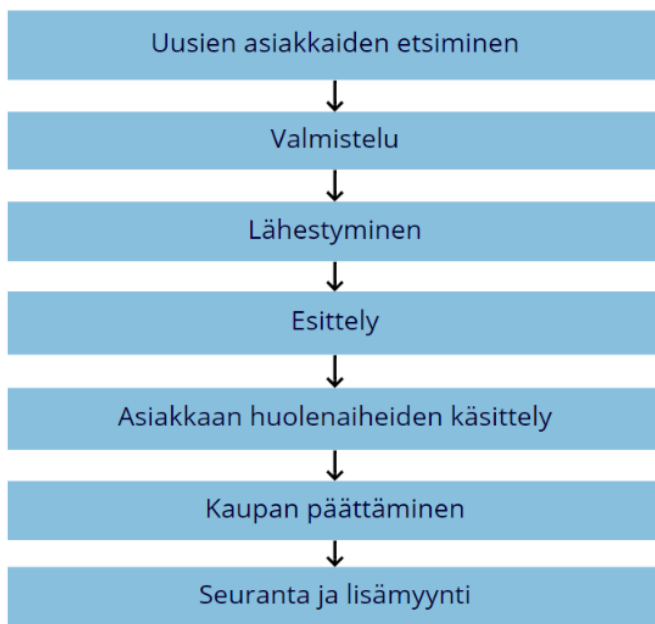 Uusien asiakkaiden etsiminen
Valmistelu
Lähestyminen
Esittely
Asiakkaan huolenaiheiden käsittely
Kaupan päättäminen
Seuranta ja lisämyynti